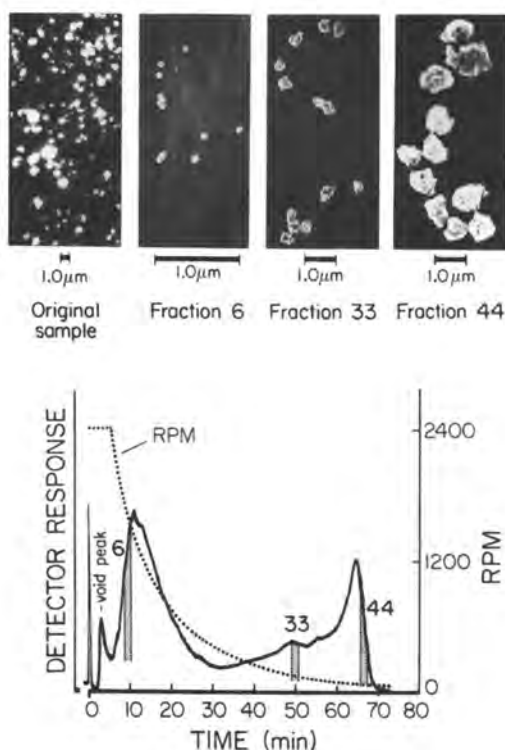 1.0μm 1.0μm 1.0μm 1.0μm
Original sample Fraction 6 Fraction 33 Fraction 44
DETECTOR RESPONSE
void peak
6
RPM
33
44
2400
1200
0
RPM
0 10 20 30 40 50 60 70 80
TIME (min)